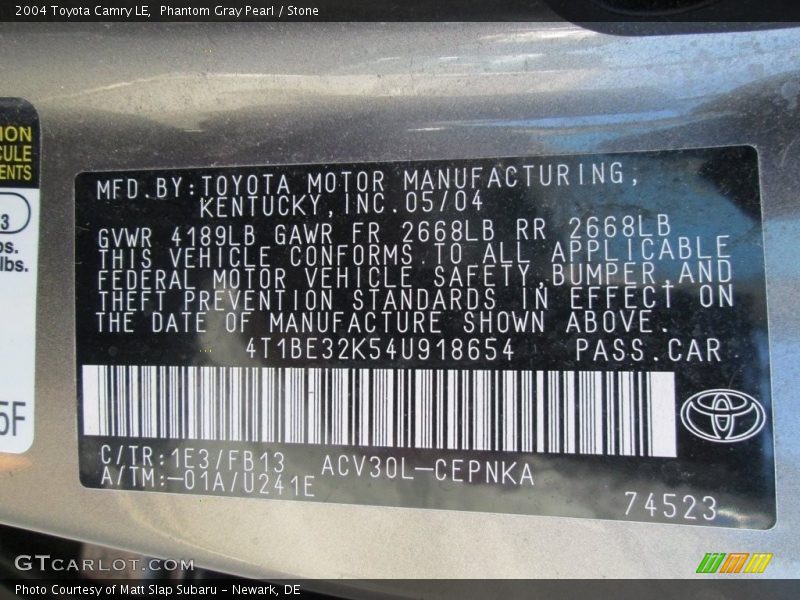 2004 Toyota Camry LE, Phantom Gray Pearl / Stone
ION
CULE
ENTS
3
os.
lbs.
5F
MFD.BY:TOYOTA MOTOR MANUFACTURING,
KENTUCKY,INC.05/04
GVWR 4189LB GAWR FR 2668LB RR 2668LB
THIS VEHICLE CONFORMS TO ALL APPLICABLE
FEDERAL MOTOR VEHICLE SAFETY,BUMPER,AND
THEFT PREVENTION STANDARDS IN EFFECT ON
THE DATE OF MANUFACTURE SHOWN ABOVE.
4T1BE32K54U918654 PASS.CAR
C/TR:1E3/FB13 ACV30L-CEPNKA
A/TM:-01A/U241E
74523
GTCARLOT.COM
Photo Courtesy of Matt Slap Subaru - Newark, DE